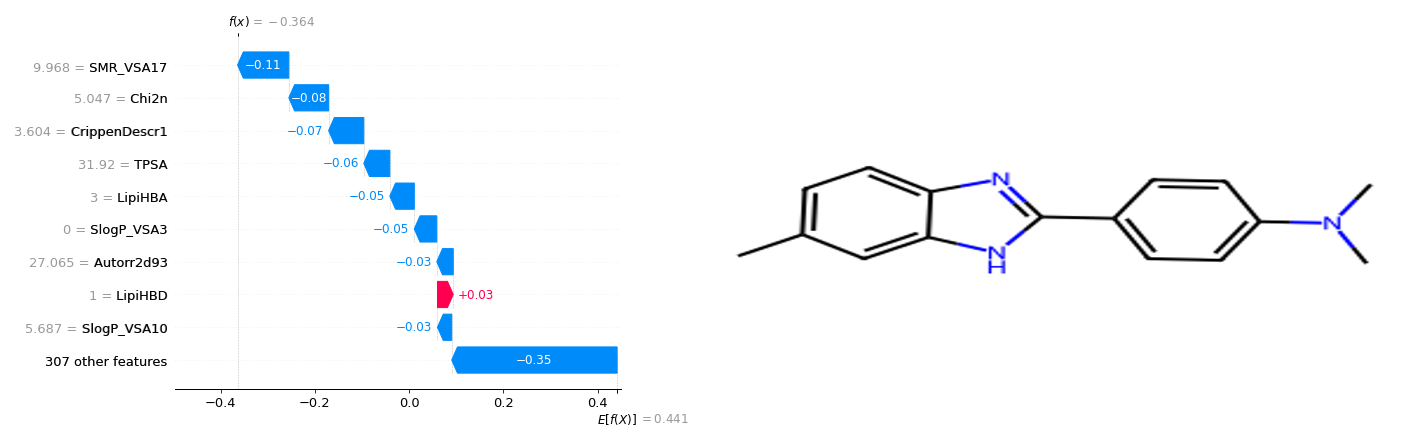 f(x) = −0.364
9.968 = SMR_VSA17
−0.11
5.047 = Chi2n
−0.08
3.604 = CrippenDescr1
−0.07
31.92 = TPSA
−0.06
3 = LipiHBA
−0.05
0 = SlogP_VSA3
−0.05
27.065 = Autorr2d93
−0.03
1 = LipiHBD
+0.03
5.687 = SlogP_VSA10
−0.03
307 other features
−0.35
−0.4 −0.2 0.0 0.2 0.4
E[f(X)] = 0.441
N
N
H
N